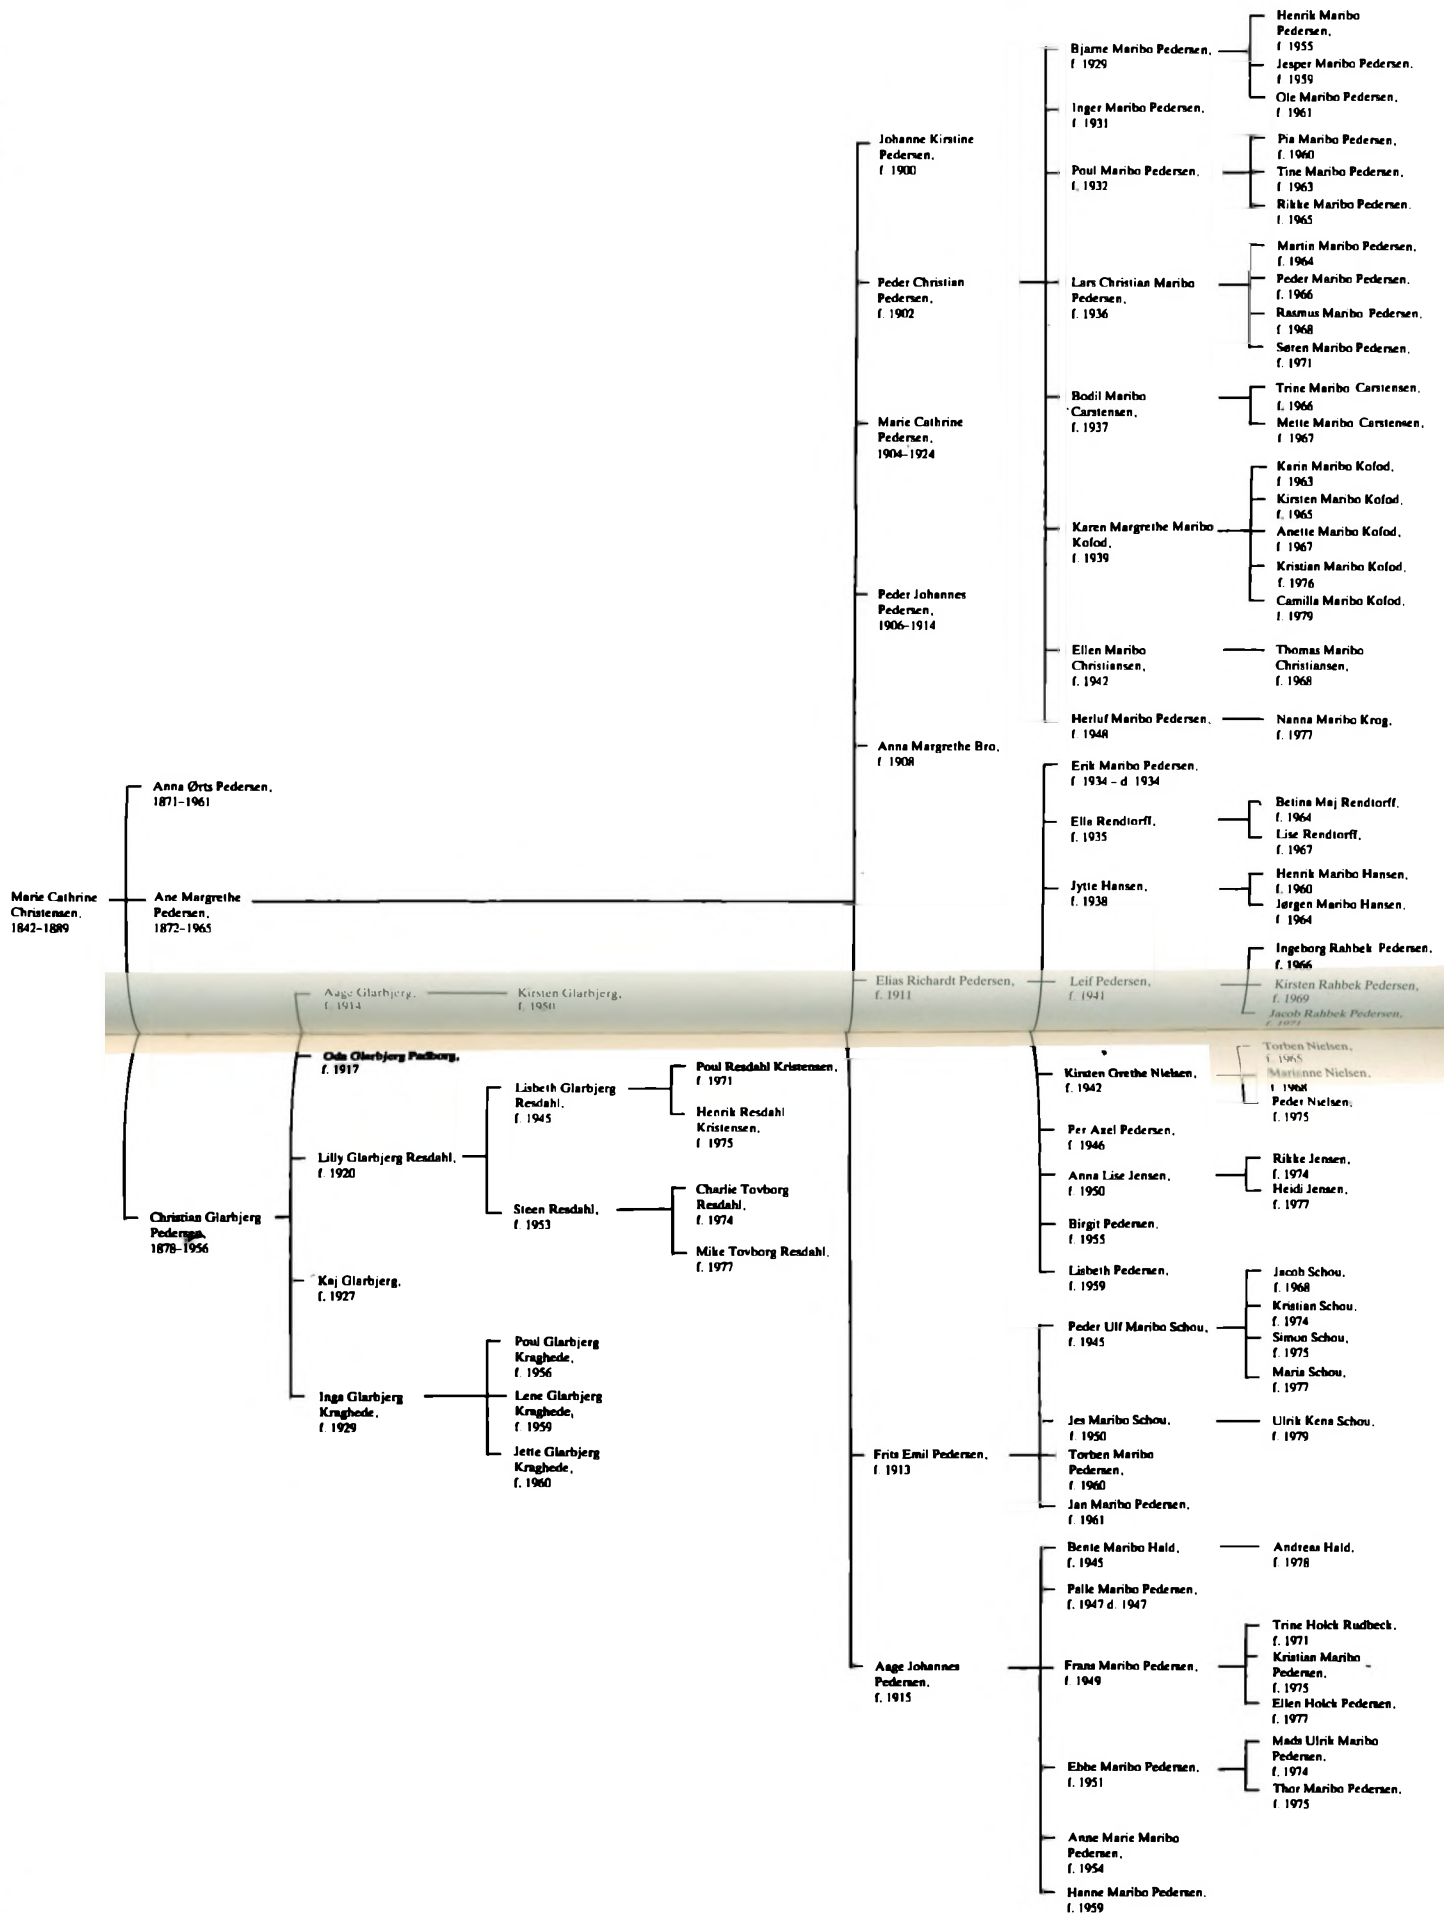 Marie Cathrine
Christensen,
1842-1889
Anna Ørts Pedersen,
1871-1961
Ane Margrethe
Pedersen,
1872-1965
Christian Glarbjerg
Pedersen,
1878-1956
Aage Glarbjerg,
f. 1914
Kirsten Glarbjerg,
f. 1950
Oda Glarbjerg Padborg,
f. 1917
Lilly Glarbjerg Resdahl,
f. 1920
Lisbeth Glarbjerg
Resdahl,
f. 1945
Poul Resdahl Kristensen,
f 1971
Henrik Resdahl
Kristensen,
f 1975
Steen Resdahl,
f. 1953
Charlie Tovborg
Resdahl,
f. 1974
Mike Tovborg Resdahl,
f. 1977
Kaj Glarbjerg,
f. 1927
Inga Glarbjerg
Kraghede,
f. 1929
Poul Glarbjerg
Kraghede,
f. 1956
Lene Glarbjerg
Kraghede,
f. 1959
Jette Glarbjerg
Kraghede,
f. 1960
Johanne Kirstine
Pedersen,
f 1900
Peder Christian
Pedersen,
f. 1902
Bjarne Maribo Pedersen,
f 1929
Henrik Maribo
Pedersen,
f 1955
Jesper Maribo Pedersen,
f 1959
Ole Maribo Pedersen,
f 1961
Inger Maribo Pedersen,
f 1931
Poul Maribo Pedersen,
f. 1932
Pia Maribo Pedersen,
f. 1960
Tine Maribo Pedersen,
f 1963
Rikke Maribo Pedersen,
f. 1965
Lars Christian Maribo
Pedersen,
f. 1936
Martin Maribo Pedersen,
f. 1964
Peder Maribo Pedersen,
f. 1966
Rasmus Maribo Pedersen,
f 1968
Søren Maribo Pedersen,
f. 1971
Bodil Maribo
Carstensen,
f. 1937
Trine Maribo Carstensen,
f. 1966
Mette Maribo Carstensen,
f 1967
Karen Margrethe Maribo
Kofod,
f. 1939
Karin Maribo Kofod,
f 1963
Kirsten Maribo Kofod,
f. 1965
Anette Maribo Kofod,
f 1967
Kristian Maribo Kofod,
f. 1976
Camilla Maribo Kofod,
f. 1979
Ellen Maribo
Christiansen,
f. 1942
Thomas Maribo
Christiansen,
f. 1968
Herluf Maribo Pedersen,
f. 1948
Nanna Maribo Krog,
f. 1977
Marie Cathrine
Pedersen,
1904-1924
Peder Johannes
Pedersen,
1906-1914
Anna Margrethe Bro,
f 1908
Elias Richardt Pedersen,
f. 1911
Erik Maribo Pedersen,
f 1934 - d 1934
Ella Rendtorff,
f. 1935
Betina Maj Rendtorff,
f. 1964
Lise Rendtorff,
f. 1967
Jytte Hansen,
f. 1938
Henrik Maribo Hansen,
f. 1960
Jørgen Maribo Hansen,
f 1964
Leif Pedersen,
f. 1941
Ingeborg Rahbek Pedersen,
f. 1966
Kirsten Rahbek Pedersen,
f. 1969
Jacob Rahbek Pedersen,
Kirsten Grethe Nielsen,
f. 1942
Torben Nielsen,
f. 1965
Marianne Nielsen,
f. 1968
Peder Nielsen,
f. 1975
Per Axel Pedersen,
f 1946
Anna Lise Jensen,
f. 1950
Rikke Jensen,
f. 1974
Heidi Jensen,
f. 1977
Birgit Pedersen,
f. 1955
Lisbeth Pedersen,
f. 1959
Frits Emil Pedersen,
f. 1913
Peder Ulf Maribo Schou,
f. 1945
Jacob Schou,
f. 1968
Kristian Schou,
f. 1974
Simon Schou,
f. 1975
Maria Schou,
f. 1977
Jes Maribo Schou,
f. 1950
Ulrik Kena Schou,
f. 1979
Torben Maribo
Pedersen,
f. 1960
Jan Maribo Pedersen,
f. 1961
Aage Johannes
Pedersen,
f. 1915
Bente Maribo Hald,
f. 1945
Andreas Hald,
f. 1978
Palle Maribo Pedersen,
f. 1947 d. 1947
Frans Maribo Pedersen,
f 1949
Trine Holck Rudbeck,
f. 1971
Kristian Maribo
Pedersen,
f. 1975
Ellen Holck Pedersen,
f. 1977
Ebbe Maribo Pedersen,
f. 1951
Mads Ulrik Maribo
Pedersen,
f. 1974
Thor Maribo Pedersen,
f. 1975
Anne Marie Maribo
Pedersen,
f. 1954
Hanne Maribo Pedersen,
f. 1959